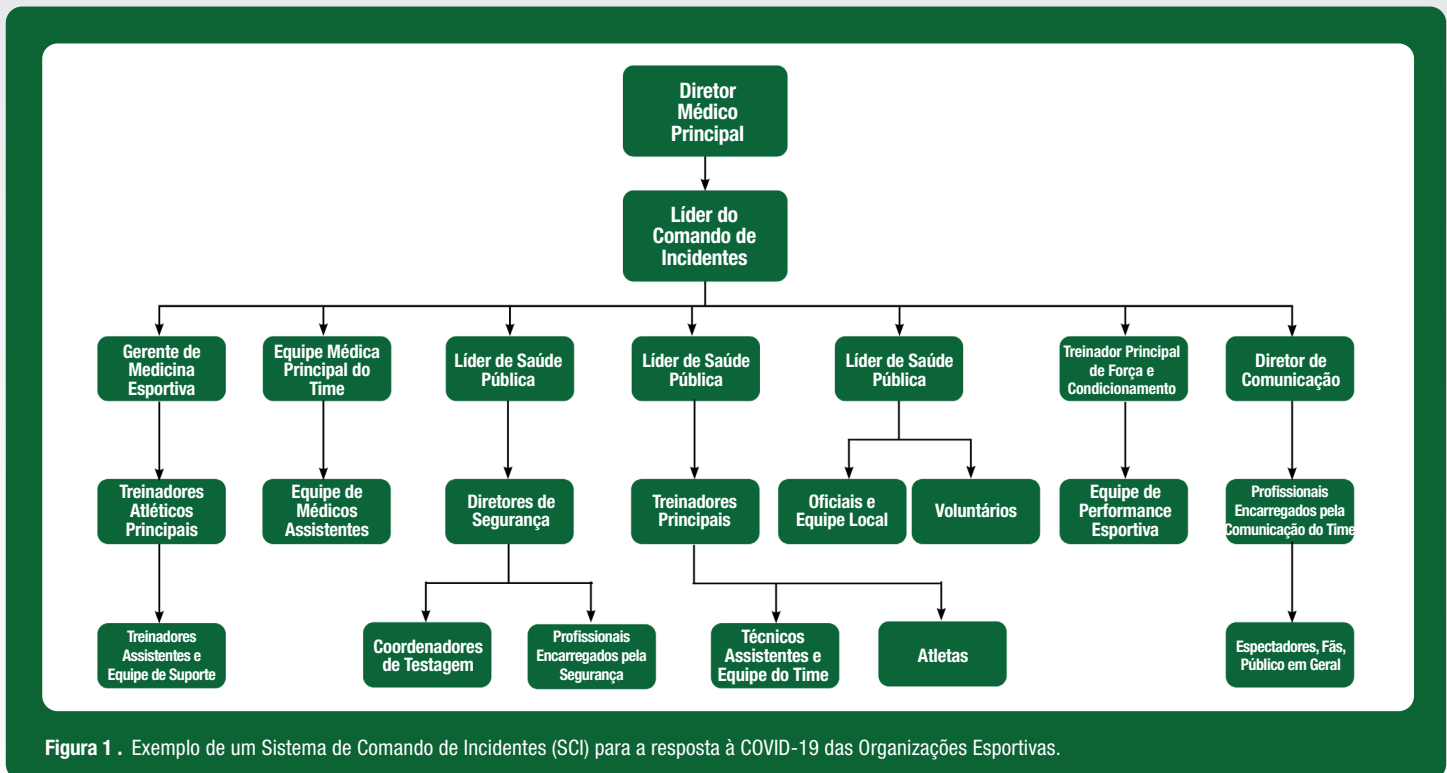 Diretor
Médico
Principal
Líder do
Comando de
Incidentes
Gerente de
Medicina
Esportiva
Equipe Médica
Principal do
Time
Líder de Saúde
Pública
Líder de Saúde
Pública
Líder de Saúde
Pública
Treinador Principal
de Força e
Condicionamento
Diretor de
Comunicação
Treinadores
Atléticos
Principais
Equipe de
Médicos
Assistentes
Diretores de
Segurança
Treinadores
Principais
Oficiais e
Equipe Local
Voluntários
Equipe de
Performance
Esportiva
Profissionais
Encarregados pela
Comunicação do Time
Treinadores
Assistentes e
Equipe de Suporte
Coordenadores
de Testagem
Profissionais
Encarregados pela
Segurança
Técnicos
Assistentes e
Equipe do Time
Atletas
Espectadores, Fãs,
Público em Geral
Figura 1 . Exemplo de um Sistema de Comando de Incidentes (SCI) para a resposta à COVID-19 das Organizações Esportivas.